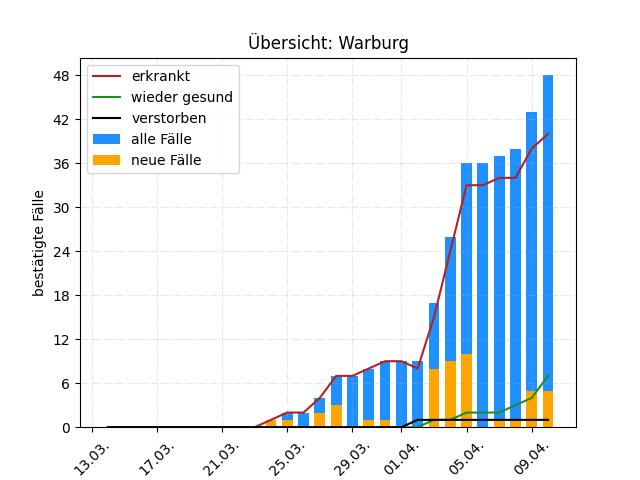 Übersicht: Warburg
erkrankt
wieder gesund
verstorben
alle Fälle
neue Fälle
bestätigte Fälle
48
42
36
30
24
18
12
6
0
13.03.
17.03.
21.03.
25.03.
29.03.
01.04.
05.04.
09.04.